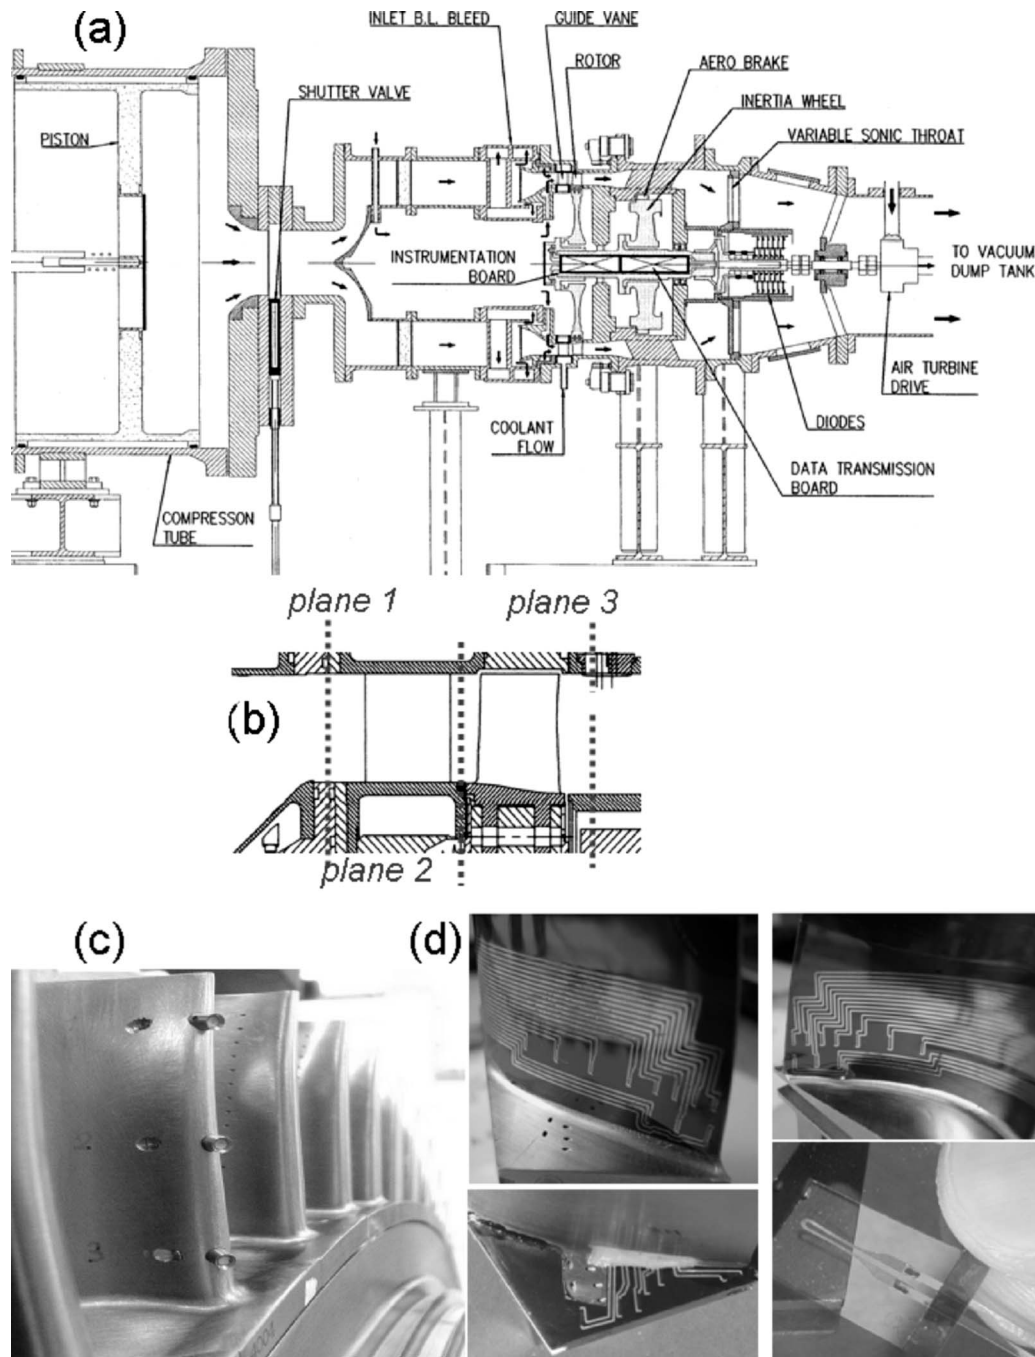 (a)
INLET B.L. BLEED
GUIDE VANE
ROTOR
AERO BRAKE
INERTIA WHEEL
VARIABLE SONIC THROAT
SHUTTER VALVE
PISTON
INSTRUMENTATION
BOARD
TO VACUUM
DUMP TANK
AIR TURBINE
DRIVE
DIODES
COOLANT
FLOW
DATA TRANSMISSION
BOARD
COMPRESSON
TUBE
plane 1
plane 3
(b)
plane 2
(c)
(d)
2
3